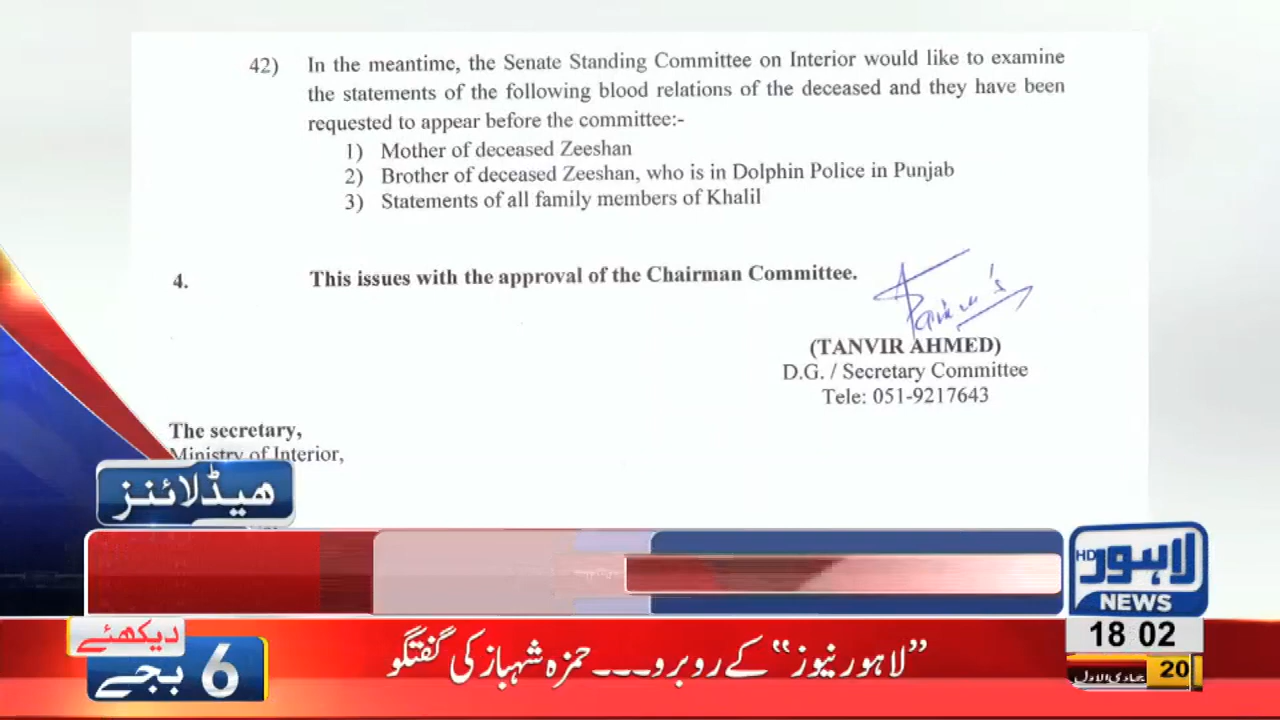 42) In the meantime, the Senate Standing Committee on Interior would like to examine
the statements of the following blood relations of the deceased and they have been
requested to appear before the committee:-
1) Mother of deceased Zeeshan
2) Brother of deceased Zeeshan, who is in Dolphin Police in Punjab
3) Statements of all family members of Khalil
4. This issues with the approval of the Chairman Committee.
(TANVIR AHMED)
D.G. / Secretary Committee
Tele: 051-9217643
The secretary,
Ministry of Interior,
ھیڈلائنز
لاہور HD
NEWS
18 02
20 جمادی الاول
دیکھئے
6 بجے
”لاہور نیوز“ کے روبرو۔۔۔ حمزہ شہباز کی گفتگو